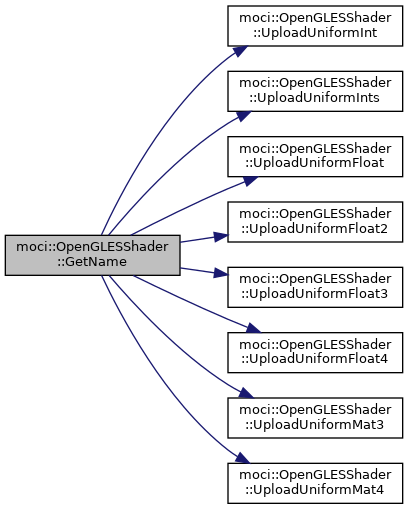 moci::OpenGLESShader
::UploadUniformInt
moci::OpenGLESShader
::UploadUniformInts
moci::OpenGLESShader
::UploadUniformFloat
moci::OpenGLESShader
::UploadUniformFloat2
moci::OpenGLESShader
::GetName
moci::OpenGLESShader
::UploadUniformFloat3
moci::OpenGLESShader
::UploadUniformFloat4
moci::OpenGLESShader
::UploadUniformMat3
moci::OpenGLESShader
::UploadUniformMat4